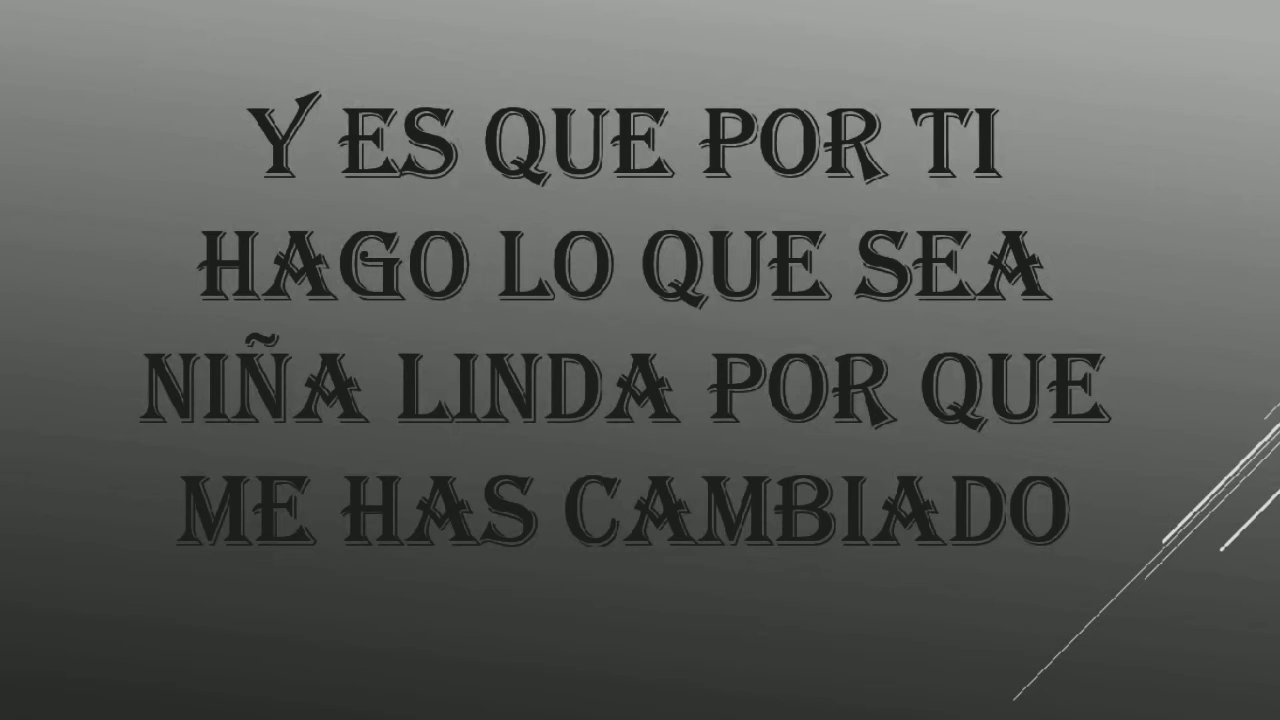 Y ES QUE POR TI
HAGO LO QUE SEA
NIÑA LINDA POR QUE
ME HAS CAMBIADO